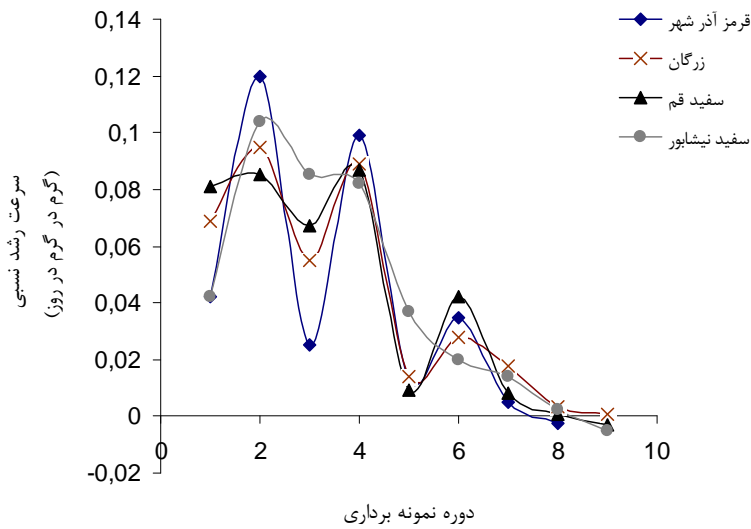 قرمز آذر شهر
زرگان
سفید قم
سفید نیشابور
سرعت رشد نسبی
(گرم در گرم در روز)
0,14
0,12
0,1
0,08
0,06
0,04
0,02
0
-0,02
0 2 4 6 8 10
دوره نمونه برداری